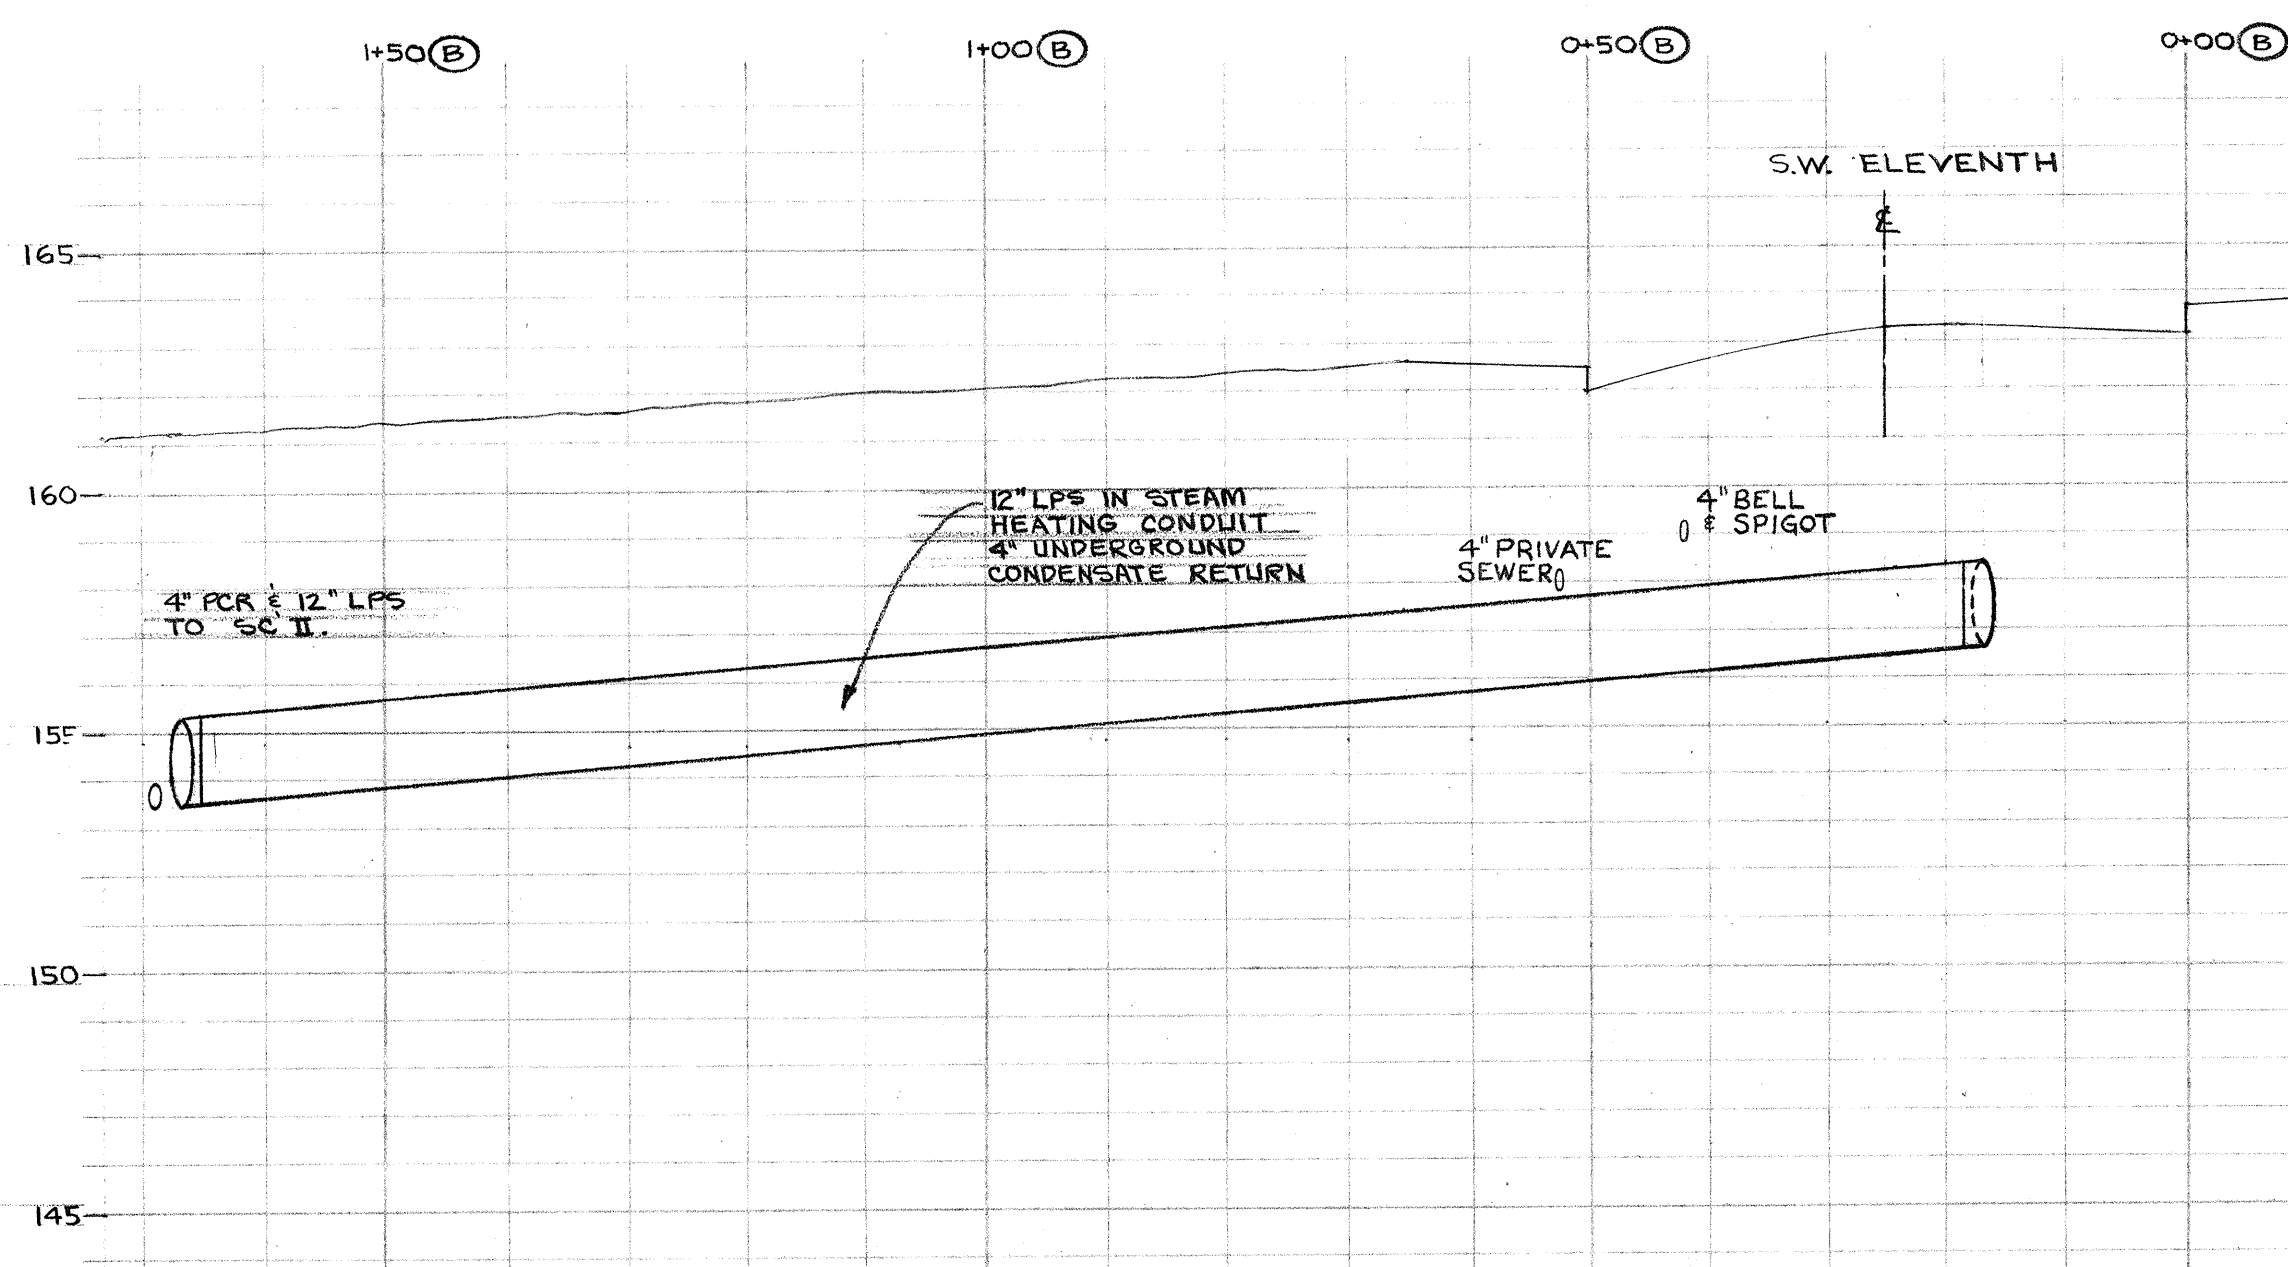 1+50 B
1+00 B
0+50 B
0+00 B
S.W. ELEVENTH
℄
165
160
12" LPS IN STEAM
HEATING CONDUIT
4" UNDERGROUND
CONDENSATE RETURN
4" BELL
& SPIGOT
4" PRIVATE
SEWER
4" PCR & 12" LPS
TO SC II.
155
150
145